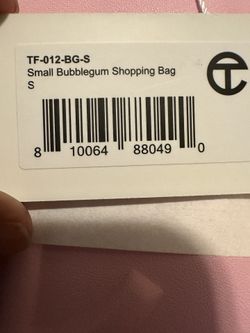 TF-012-BG-S
Small Bubblegum Shopping Bag
S
8 10064 88049 0